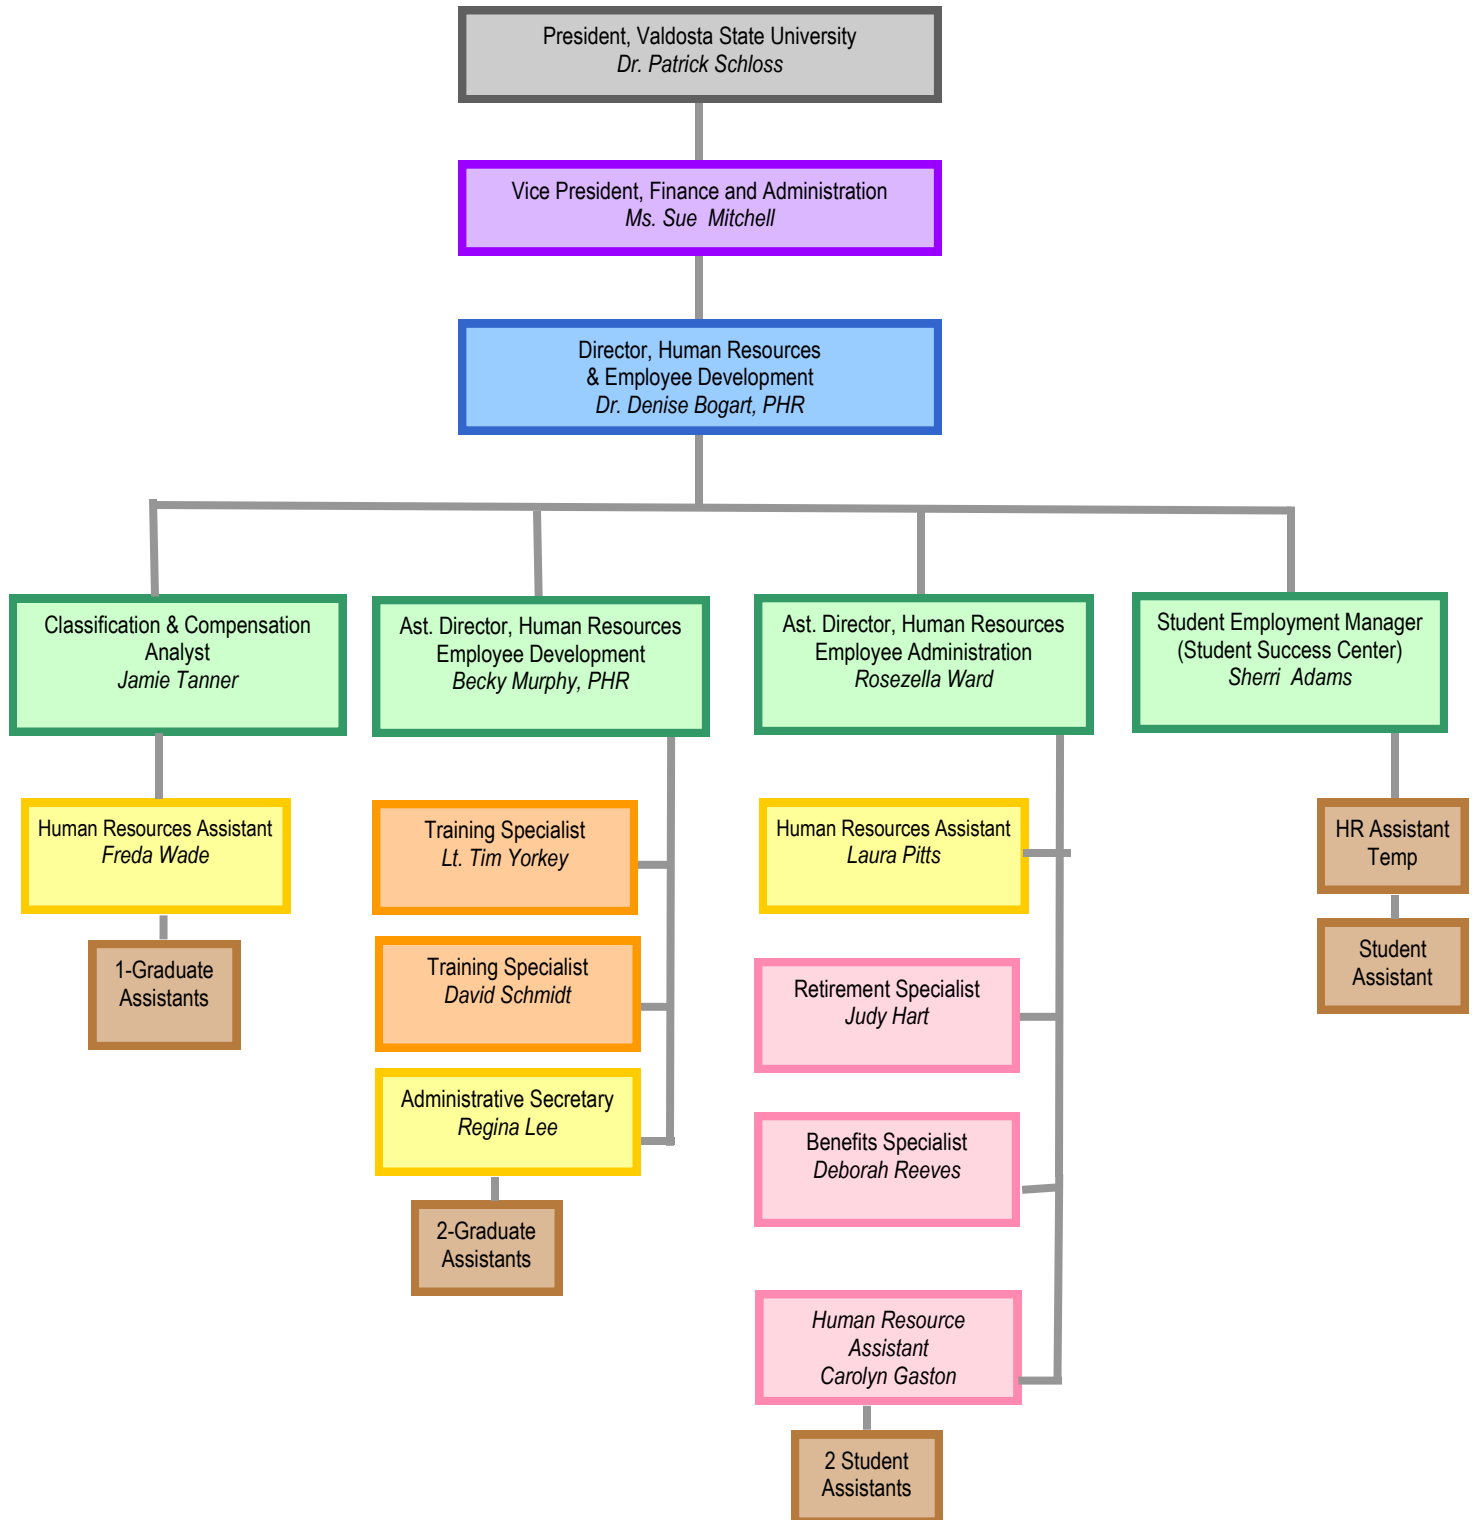 President, Valdosta State University
Dr. Patrick Schloss
Vice President, Finance and Administration
Ms. Sue  Mitchell
Director, Human Resources
& Employee Development
Dr. Denise Bogart, PHR
Classification & Compensation
Analyst
Jamie Tanner
Ast. Director, Human Resources
Employee Development
Becky Murphy, PHR
Ast. Director, Human Resources
Employee Administration
Rosezella Ward
Student Employment Manager
(Student Success Center)
Sherri  Adams
Human Resources Assistant
Freda Wade
1-Graduate
Assistants
Training Specialist
Lt. Tim Yorkey
Training Specialist
David Schmidt
Administrative Secretary
Regina Lee
2-Graduate
Assistants
Human Resources Assistant
Laura Pitts
Retirement Specialist
Judy Hart
Benefits Specialist
Deborah Reeves
Human Resource
Assistant
Carolyn Gaston
2 Student
Assistants
HR Assistant
Temp
Student
Assistant